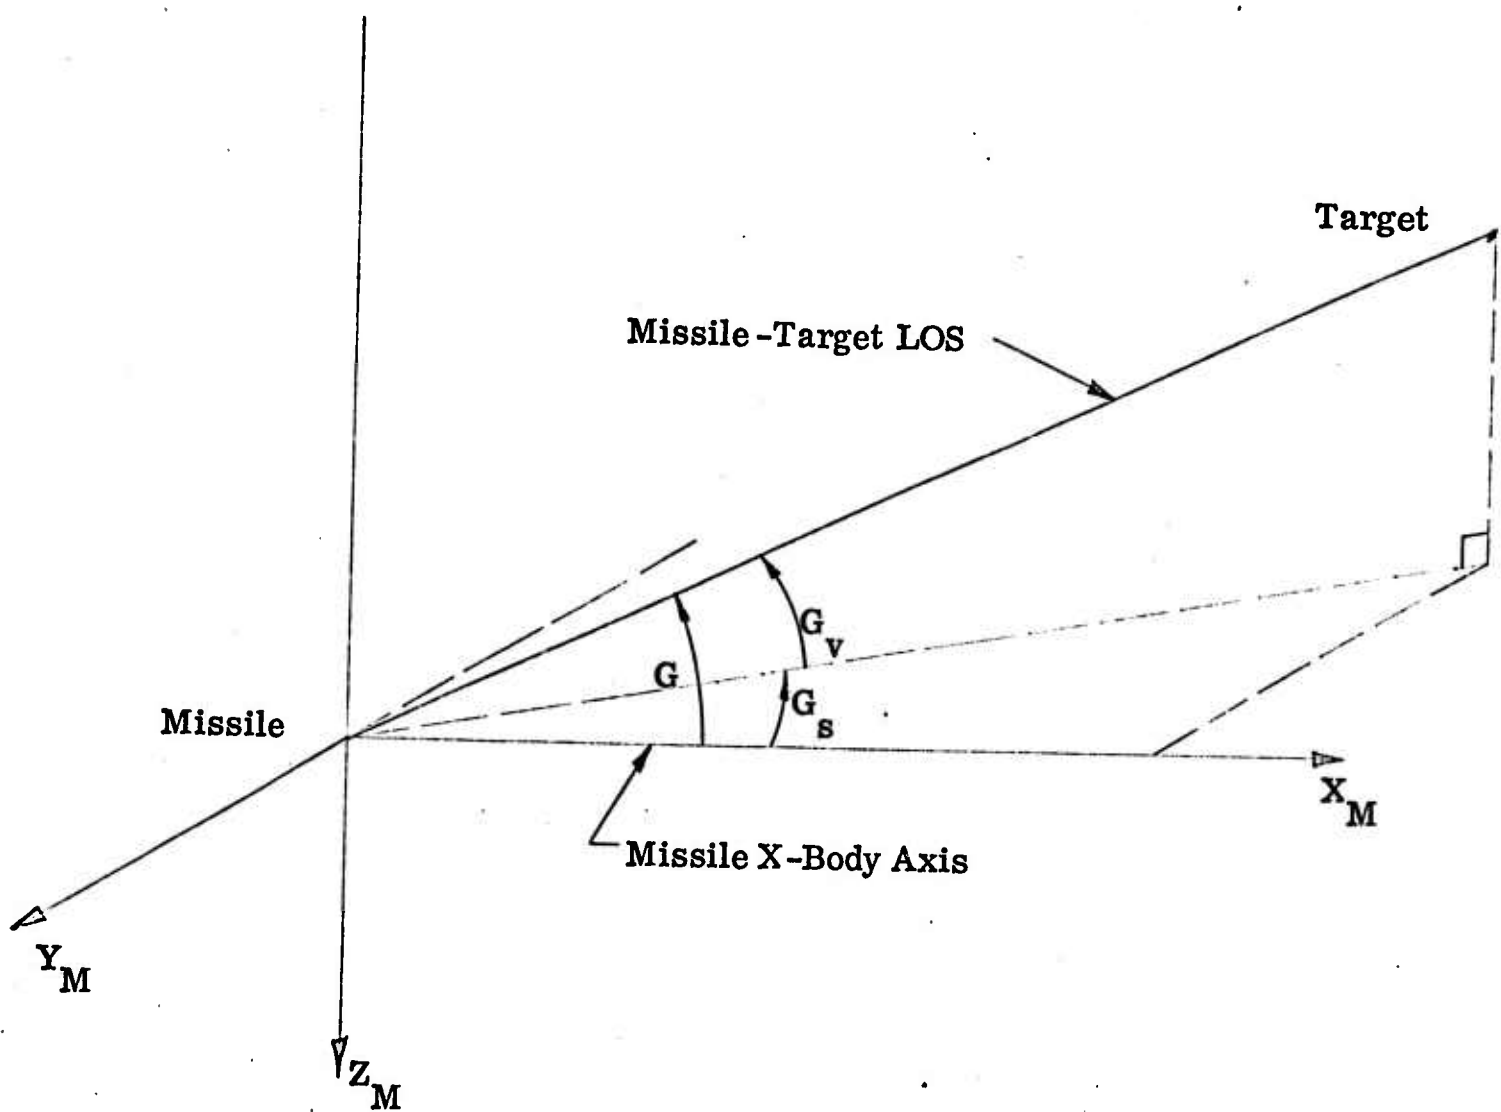 Target
Missile-Target LOS
G_v
G
G_s
Missile
X_M
Missile X-Body Axis
Y_M
Z_M